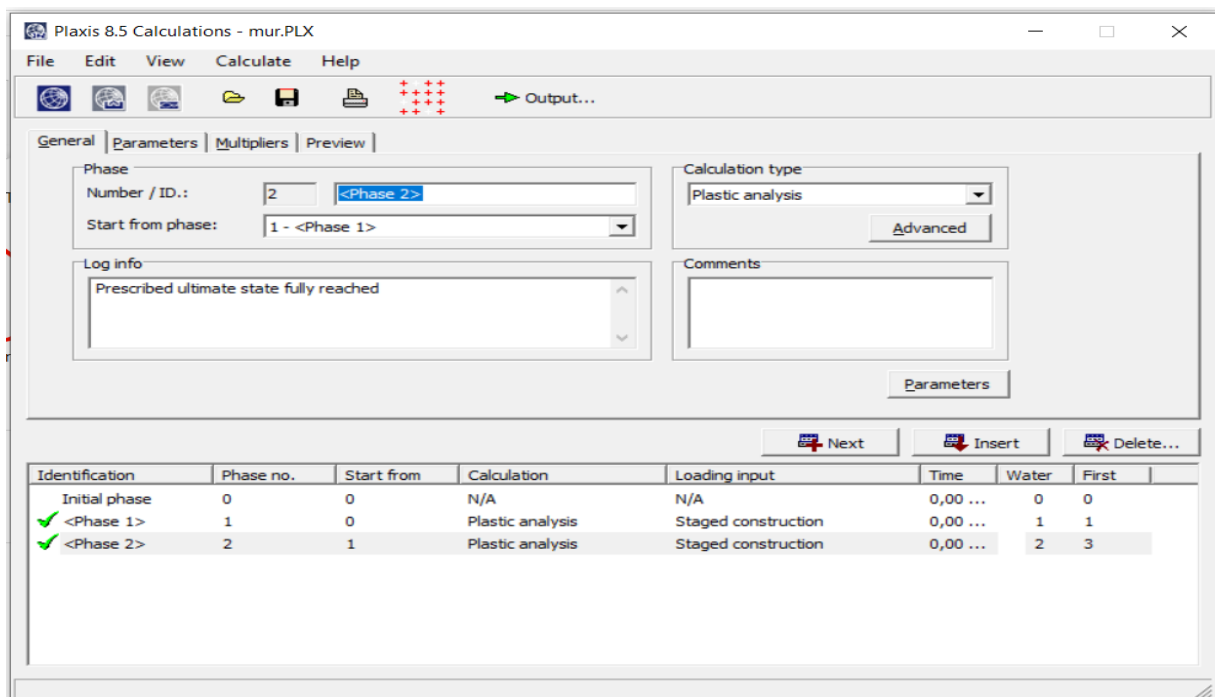 Plaxis 8.5 Calculations - mur.PLX
File Edit View Calculate Help
Output...
General Parameters Multipliers Preview
Phase
Number / ID.: 2 <Phase 2>
Start from phase: 1 - <Phase 1>
Calculation type
Plastic analysis
Advanced
Log info
Prescribed ultimate state fully reached
Comments
Parameters
Next Insert Delete...
Identification Phase no. Start from Calculation Loading input Time Water First
Initial phase 0 0 N/A N/A 0,00 ... 0 0
<Phase 1> 1 0 Plastic analysis Staged construction 0,00 ... 1 1
<Phase 2> 2 1 Plastic analysis Staged construction 0,00 ... 2 3